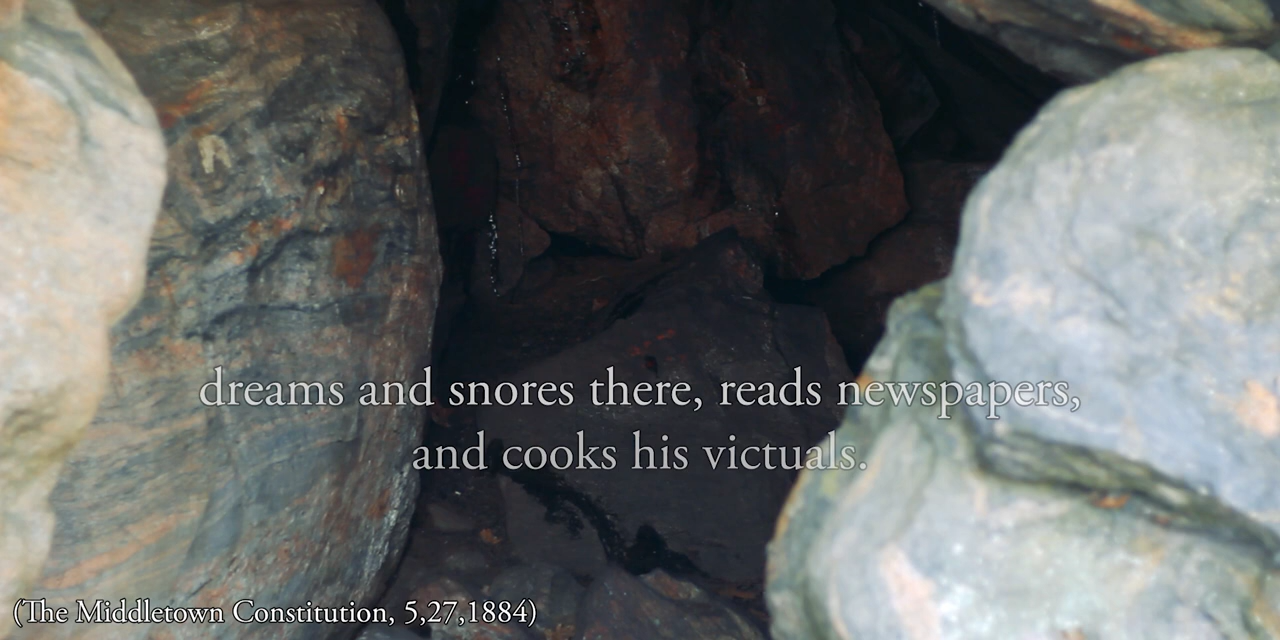 dreams and snores there, reads newspapers,
and cooks his victuals.
(The Middletown Constitution, 5,27,1884)